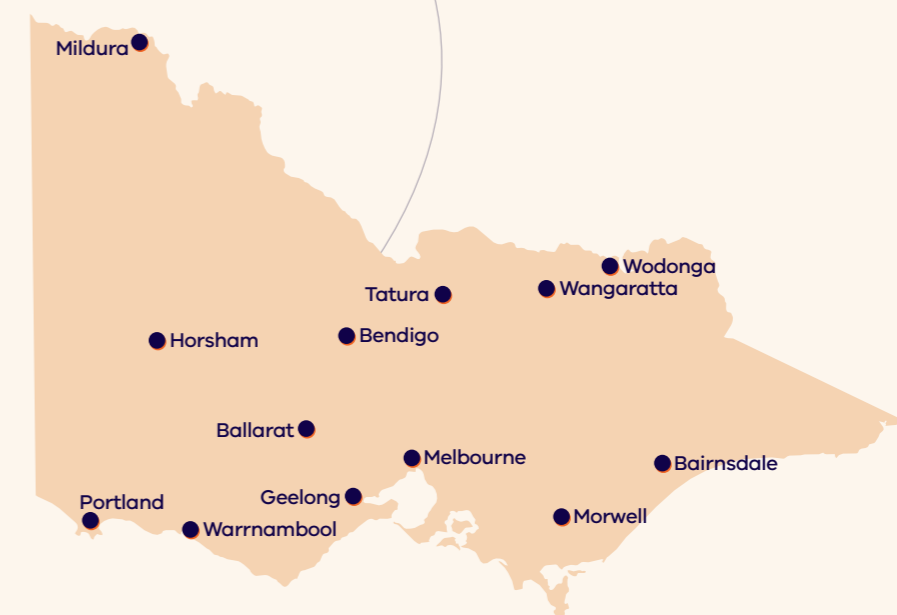 Mildura
Wodonga
Wangaratta
Tatura
Bendigo
Horsham
Ballarat
Melbourne
Bairnsdale
Geelong
Portland
Morwell
Warrnambool